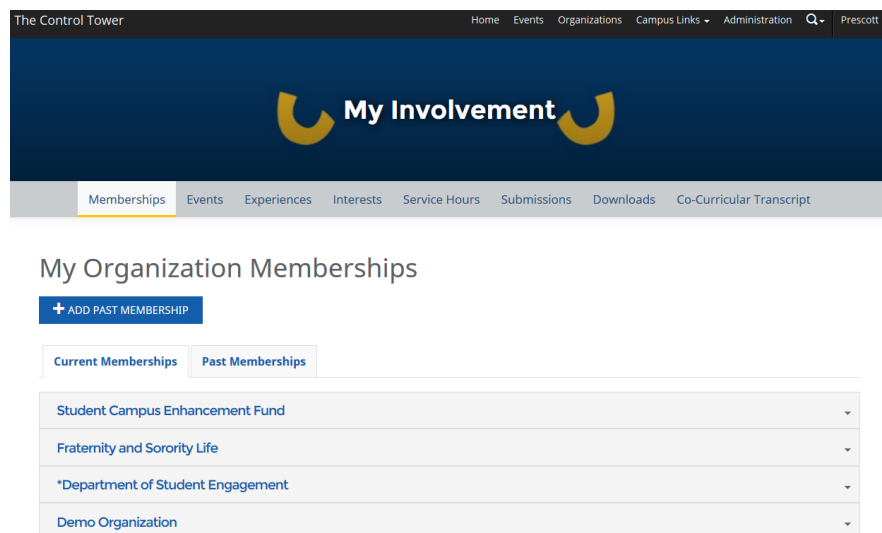 The Control Tower Home Events Organizations Campus Links Administration Prescott
My Involvement
Memberships Events Experiences Interests Service Hours Submissions Downloads Co-Curricular Transcript
My Organization Memberships
+ ADD PAST MEMBERSHIP
Current Memberships Past Memberships
Student Campus Enhancement Fund
Fraternity and Sorority Life
*Department of Student Engagement
Demo Organization